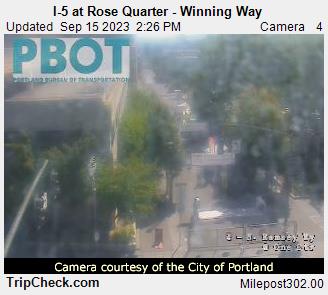 I-5 at Rose Quarter - Winning Way
Updated Sep 15 2023 2:26 PM Camera 4
PBOT
PORTLAND BUREAU OF TRANSPORTATION
Camera courtesy of the City of Portland
TripCheck.com Milepost302.00